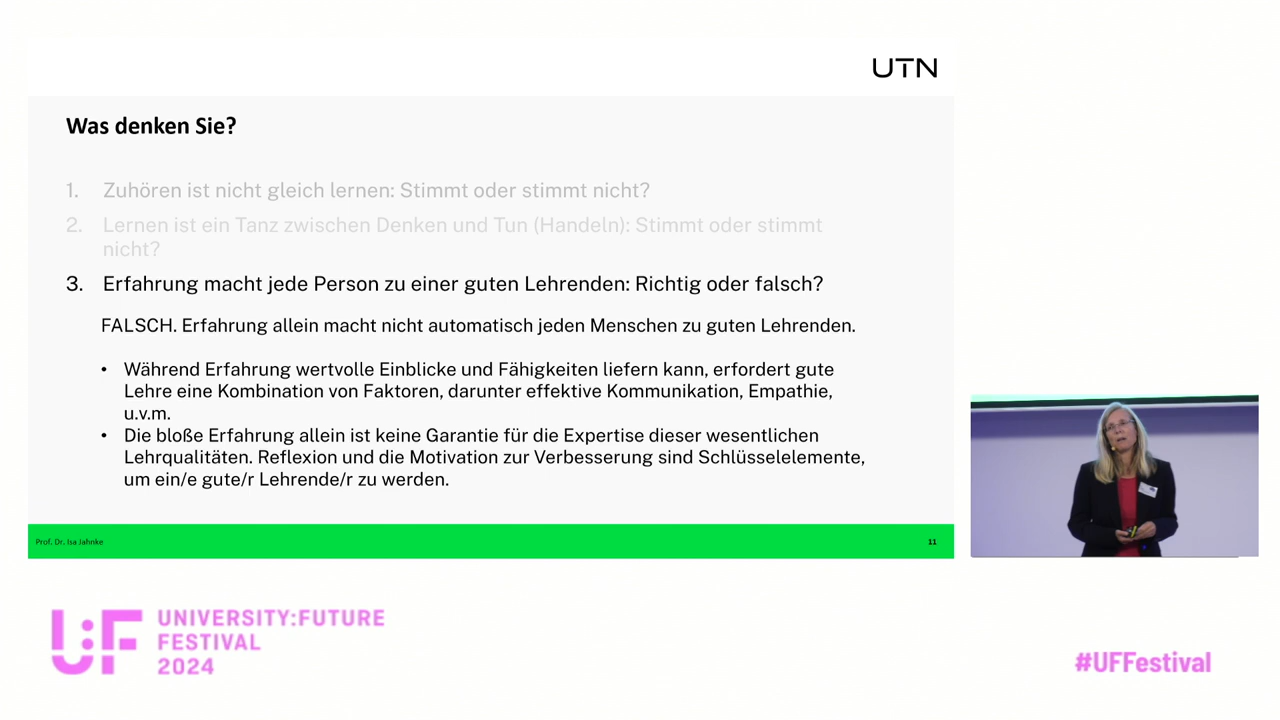 UTN
Was denken Sie?
1. Zuhören ist nicht gleich lernen: Stimmt oder stimmt nicht?
2. Lernen ist ein Tanz zwischen Denken und Tun (Handeln): Stimmt oder stimmt
nicht?
3. Erfahrung macht jede Person zu einer guten Lehrenden: Richtig oder falsch?
FALSCH. Erfahrung allein macht nicht automatisch jeden Menschen zu guten Lehrenden.
• Während Erfahrung wertvolle Einblicke und Fähigkeiten liefern kann, erfordert gute
Lehre eine Kombination von Faktoren, darunter effektive Kommunikation, Empathie,
u.v.m.
• Die bloße Erfahrung allein ist keine Garantie für die Expertise dieser wesentlichen
Lehrqualitäten. Reflexion und die Motivation zur Verbesserung sind Schlüsselelemente,
um ein/e gute/r Lehrende/r zu werden.
Prof. Dr. Isa Jahnke
11
U:F
UNIVERSITY:FUTURE
FESTIVAL
2024
#UFFestival